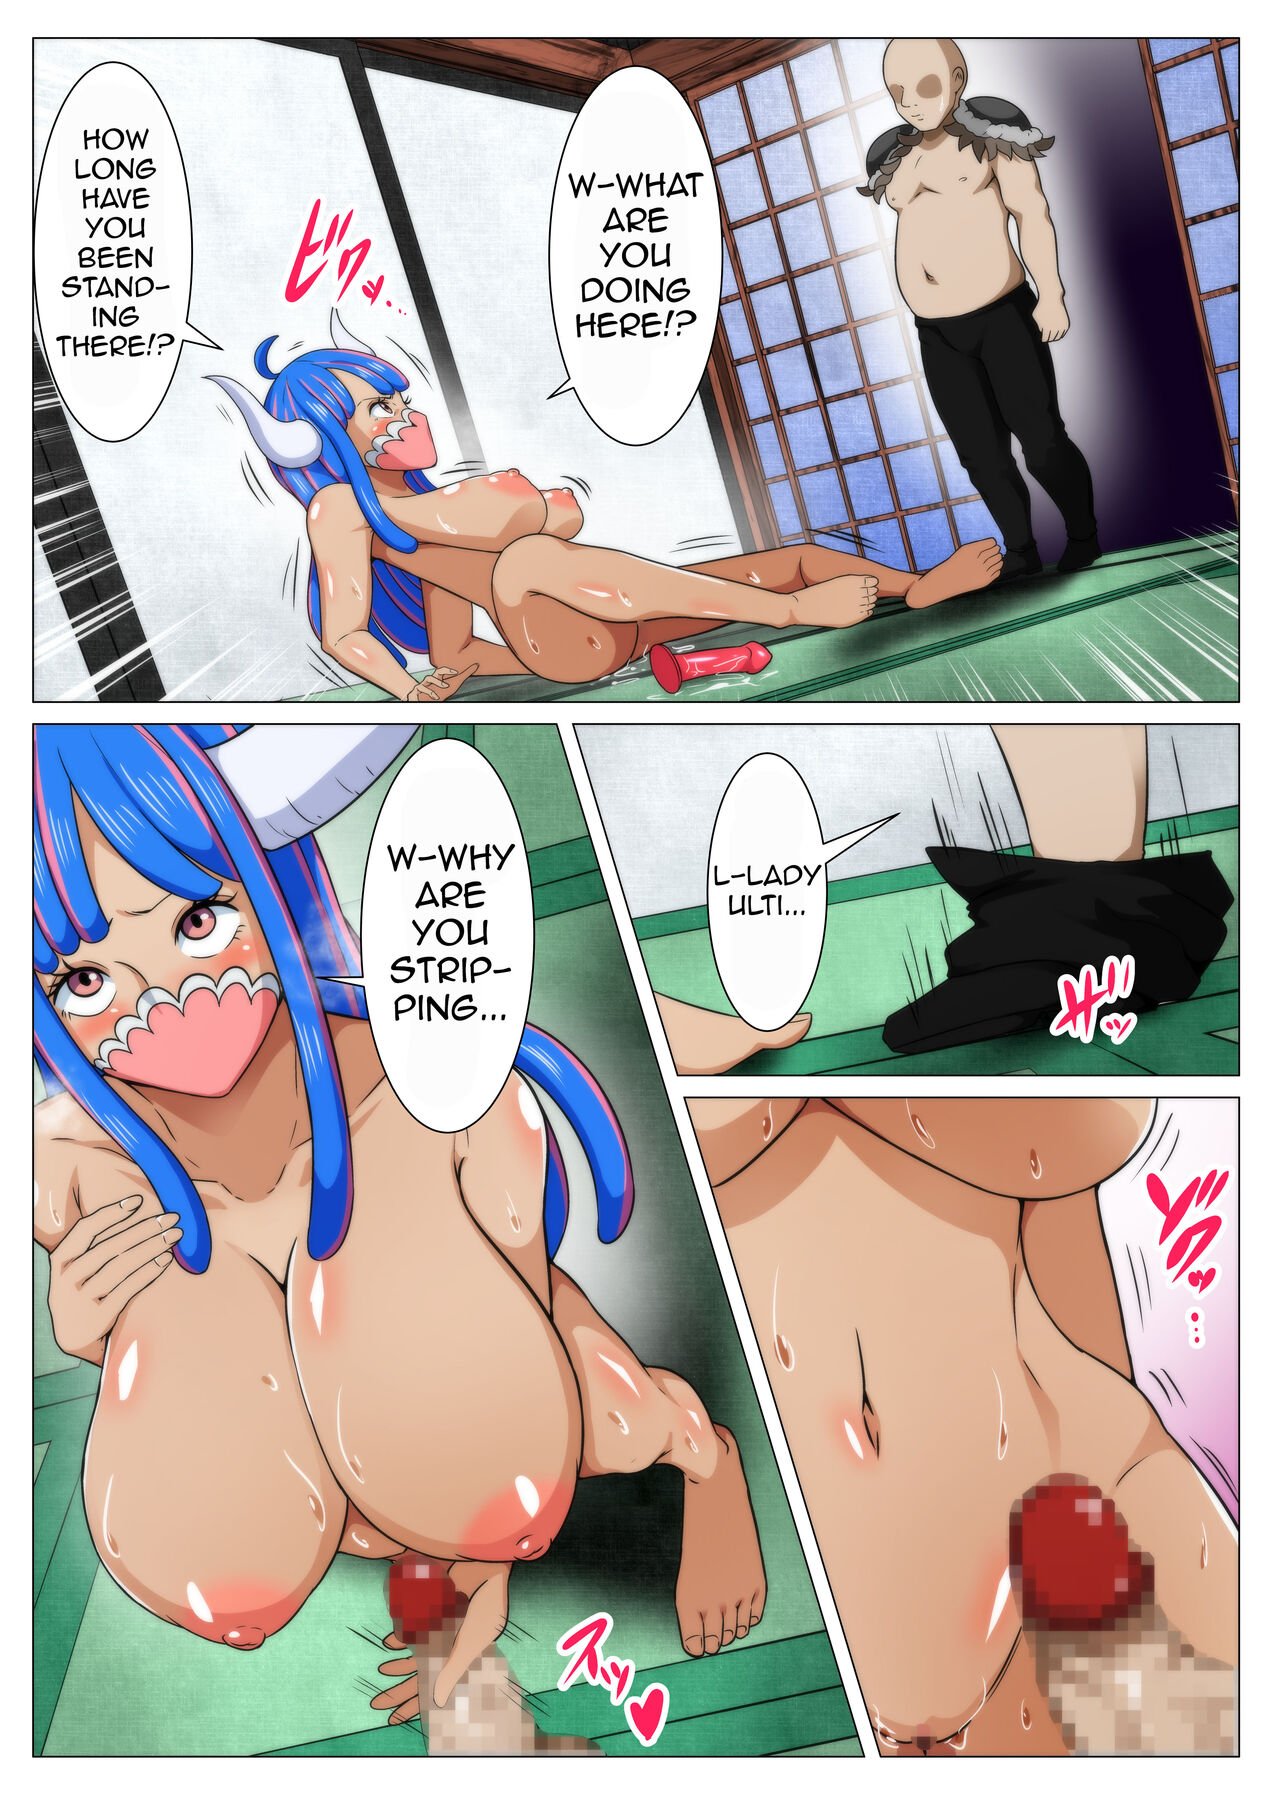 W-WHAT
ARE
YOU
DOING
HERE!?
HOW
LONG
HAVE
YOU
BEEN
STAND-
ING
THERE!?
ビクッ...
L-LADY
ULTI...
ザッ
W-WHY
ARE
YOU
STRIP-
PING...
スッ♥
ゾクッ♥...